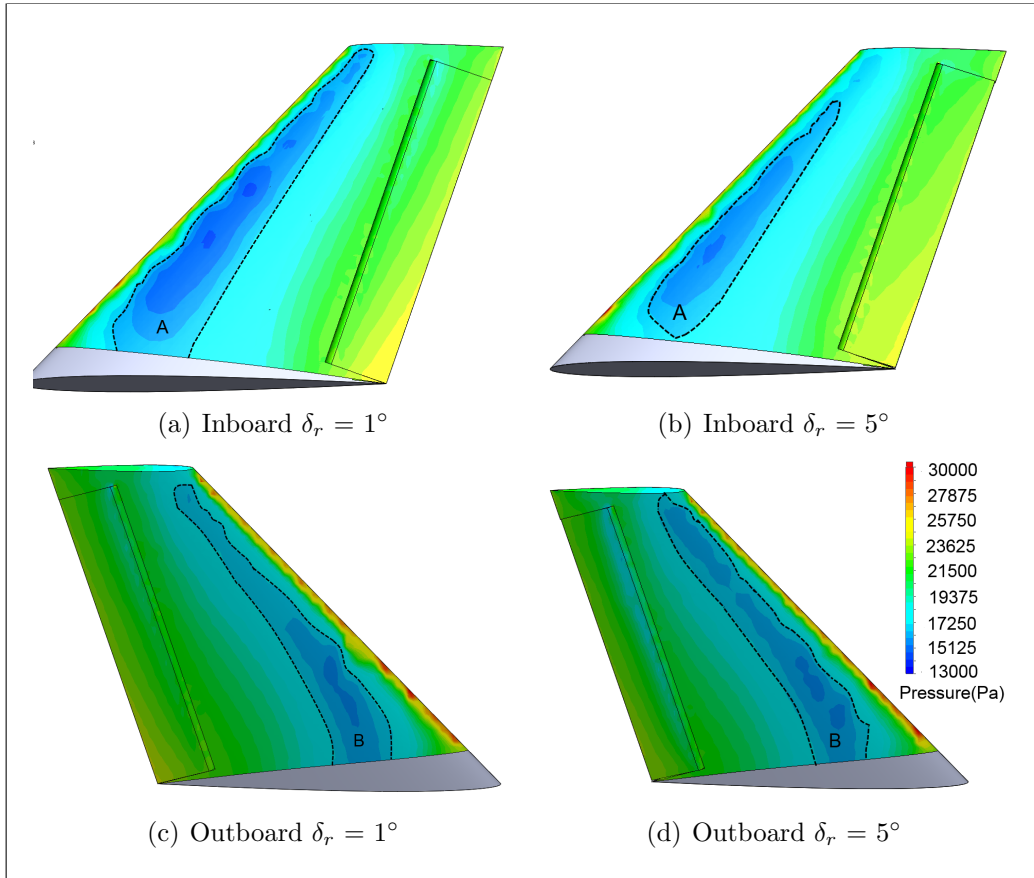 A
A
(a) Inboard δr = 1°
(b) Inboard δr = 5°
30000
27875
25750
23625
21500
19375
17250
15125
13000
Pressure(Pa)
B
B
(c) Outboard δr = 1°
(d) Outboard δr = 5°